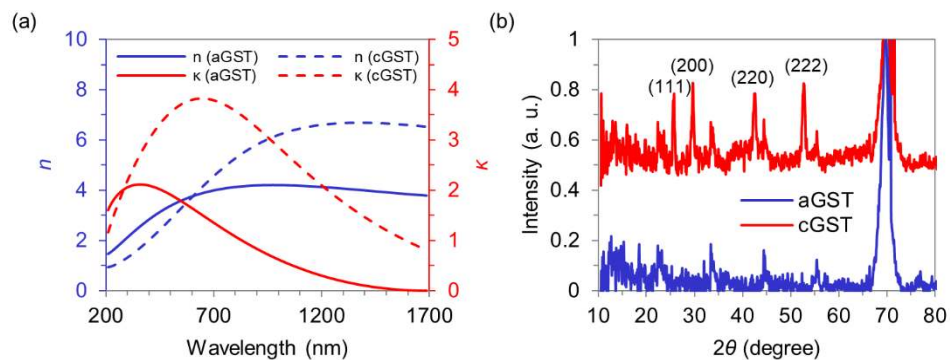 (a)
10
8
6
4
2
0
n
n (aGST)
n (cGST)
κ (aGST)
κ (cGST)
5
4
3
2
1
0
κ
200
700
1200
1700
Wavelength (nm)
(b)
1
0.8
0.6
0.4
0.2
0
Intensity (a. u.)
(111)
(200)
(220)
(222)
aGST
cGST
10
20
30
40
50
60
70
80
2θ (degree)